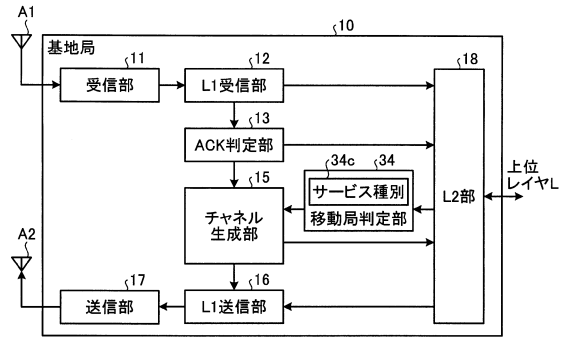 A1
10
基地局
11
受信部
12
L1受信部
18
13
ACK判定部
34c
34
サービス種別
移動局判定部
15
チャネル
生成部
L2部
上位
レイヤL
A2
17
送信部
16
L1送信部